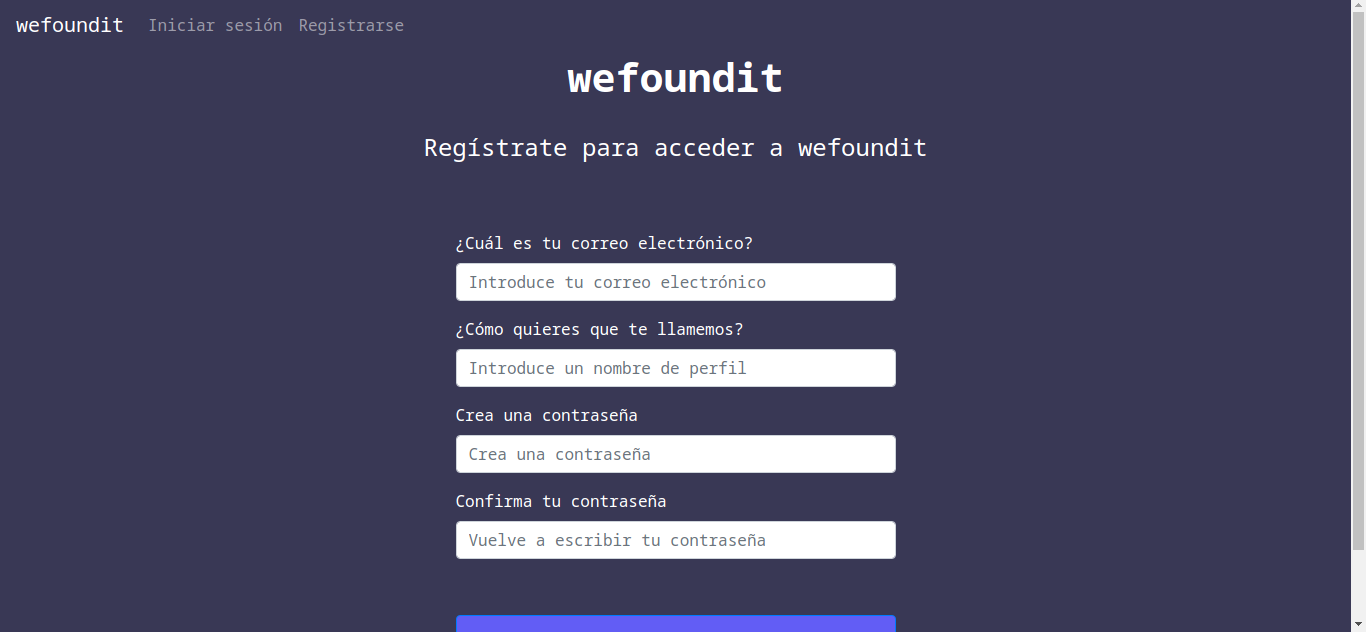 wefoundit Iniciar sesión Registrarse
wefoundit
Regístrate para acceder a wefoundit
¿Cuál es tu correo electrónico?
Introduce tu correo electrónico
¿Cómo quieres que te llamemos?
Introduce un nombre de perfil
Crea una contraseña
Crea una contraseña
Confirma tu contraseña
Vuelve a escribir tu contraseña